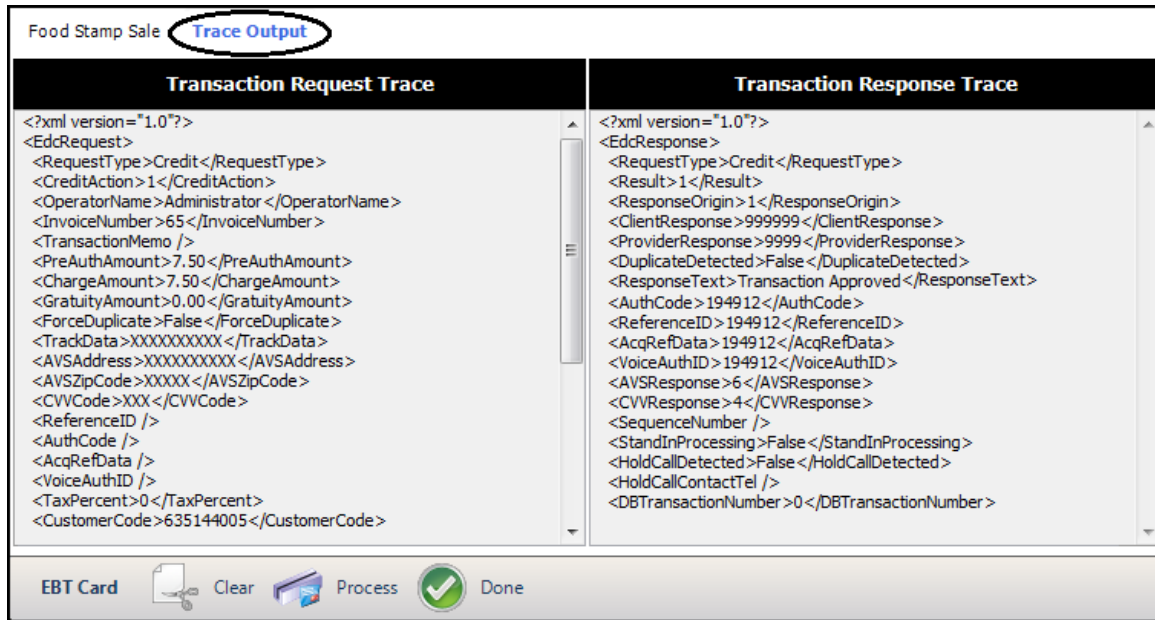 Food Stamp Sale Trace Output
Transaction Request Trace
<?xml version="1.0"?>
<EdcRequest>
<RequestType>Credit</RequestType>
<CreditAction>1</CreditAction>
<OperatorName>Administrator</OperatorName>
<InvoiceNumber>65</InvoiceNumber>
<TransactionMemo />
<PreAuthAmount>7.50</PreAuthAmount>
<ChargeAmount>7.50</ChargeAmount>
<GratuityAmount>0.00</GratuityAmount>
<ForceDuplicate>False</ForceDuplicate>
<TrackData>XXXXXXXXXX</TrackData>
<AVSAddress>XXXXXXXXXX</AVSAddress>
<AVSZipCode>XXXXX</AVSZipCode>
<CVVCode>XXX</CVVCode>
<ReferenceID />
<AuthCode />
<AcqRefData />
<VoiceAuthID />
<TaxPercent>0</TaxPercent>
<CustomerCode>635144005</CustomerCode>
Transaction Response Trace
<?xml version="1.0"?>
<EdcResponse>
<RequestType>Credit</RequestType>
<Result>1</Result>
<ResponseOrigin>1</ResponseOrigin>
<ClientResponse>999999</ClientResponse>
<ProviderResponse>9999</ProviderResponse>
<DuplicateDetected>False</DuplicateDetected>
<ResponseText>Transaction Approved</ResponseText>
<AuthCode>194912</AuthCode>
<ReferenceID>194912</ReferenceID>
<AcqRefData>194912</AcqRefData>
<VoiceAuthID>194912</VoiceAuthID>
<AVSResponse>6</AVSResponse>
<CVVResponse>4</CVVResponse>
<SequenceNumber />
<StandInProcessing>False</StandInProcessing>
<HoldCallDetected>False</HoldCallDetected>
<HoldCallContactTel />
<DBTransactionNumber>0</DBTransactionNumber>
EBT Card Clear Process Done